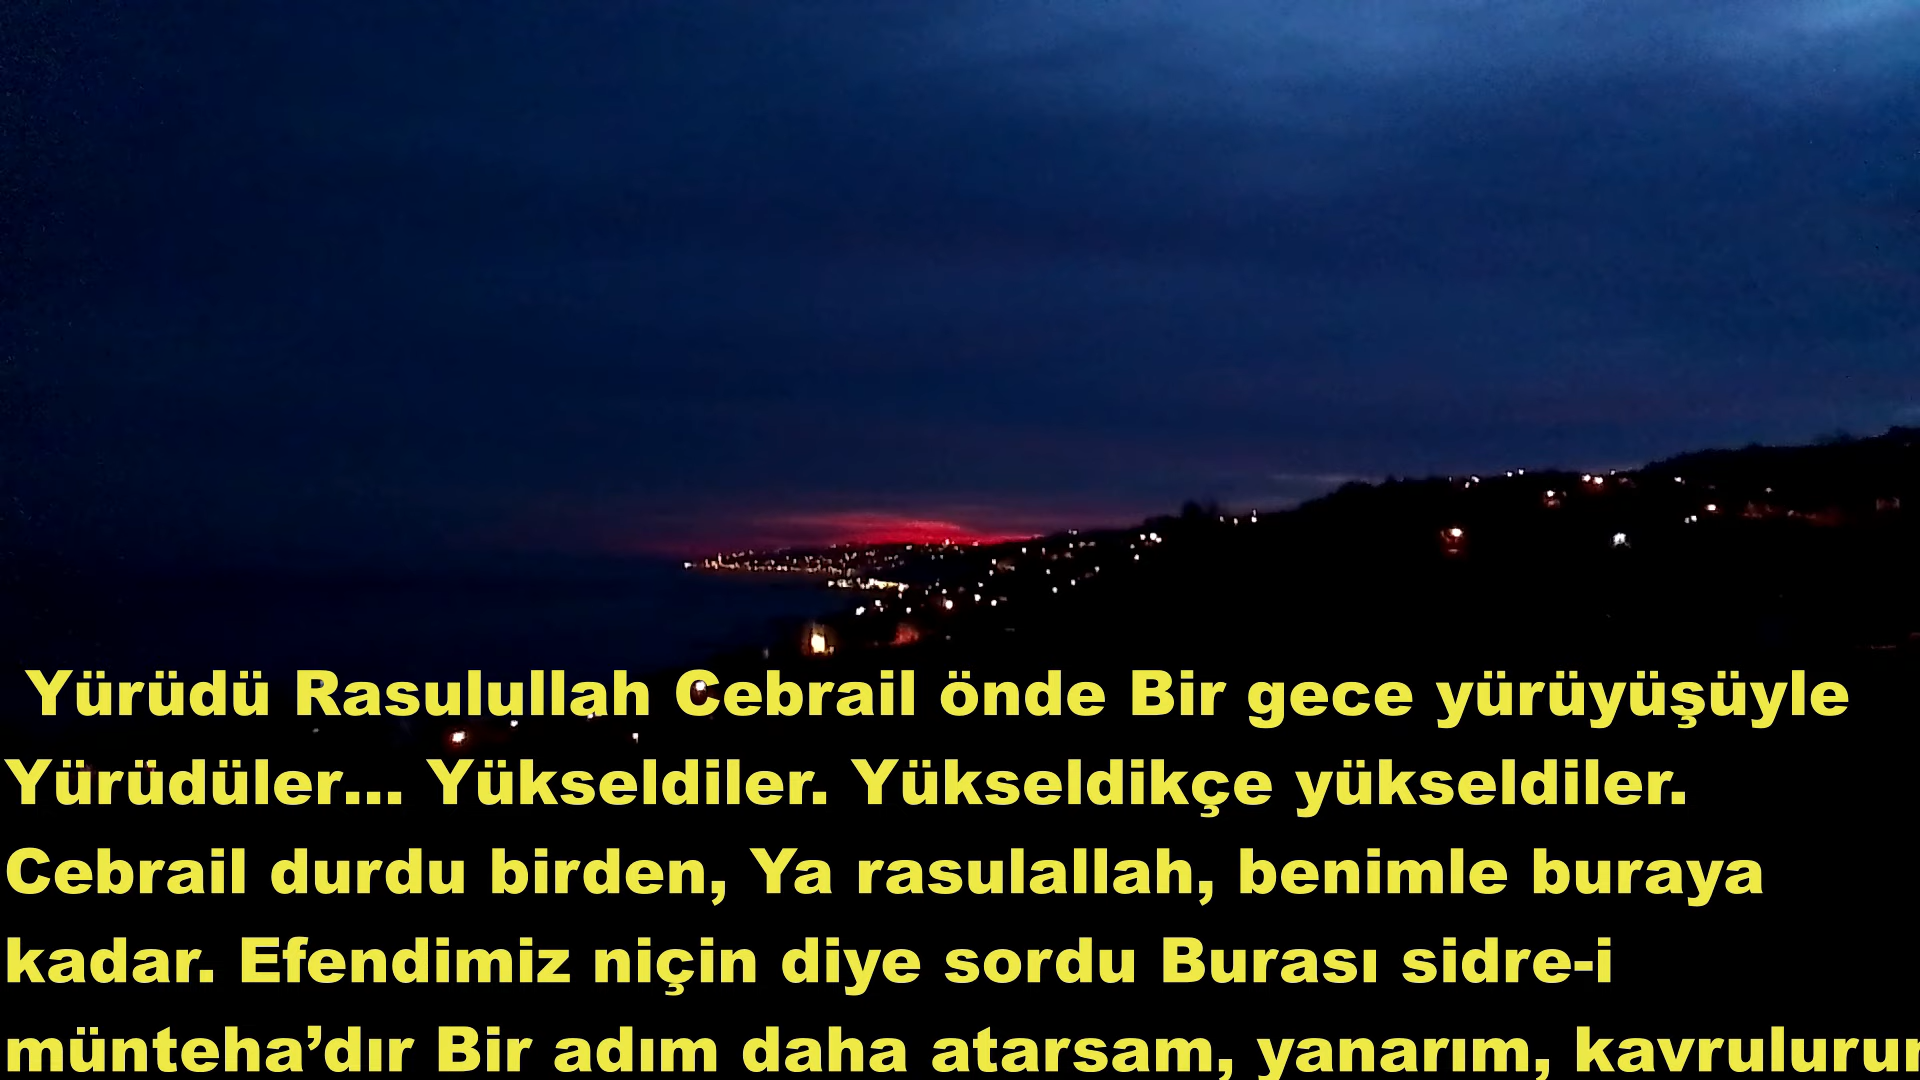 Yürüdü Rasulullah Cebrail önde Bir gece yürüyüşüyle
Yürüdüler... Yükseldiler. Yükseldikçe yükseldiler.
Cebrail durdu birden, Ya rasulallah, benimle buraya
kadar. Efendimiz niçin diye sordu Burası sidre-i
münteha’dır Bir adım daha atarsam, yanarım,